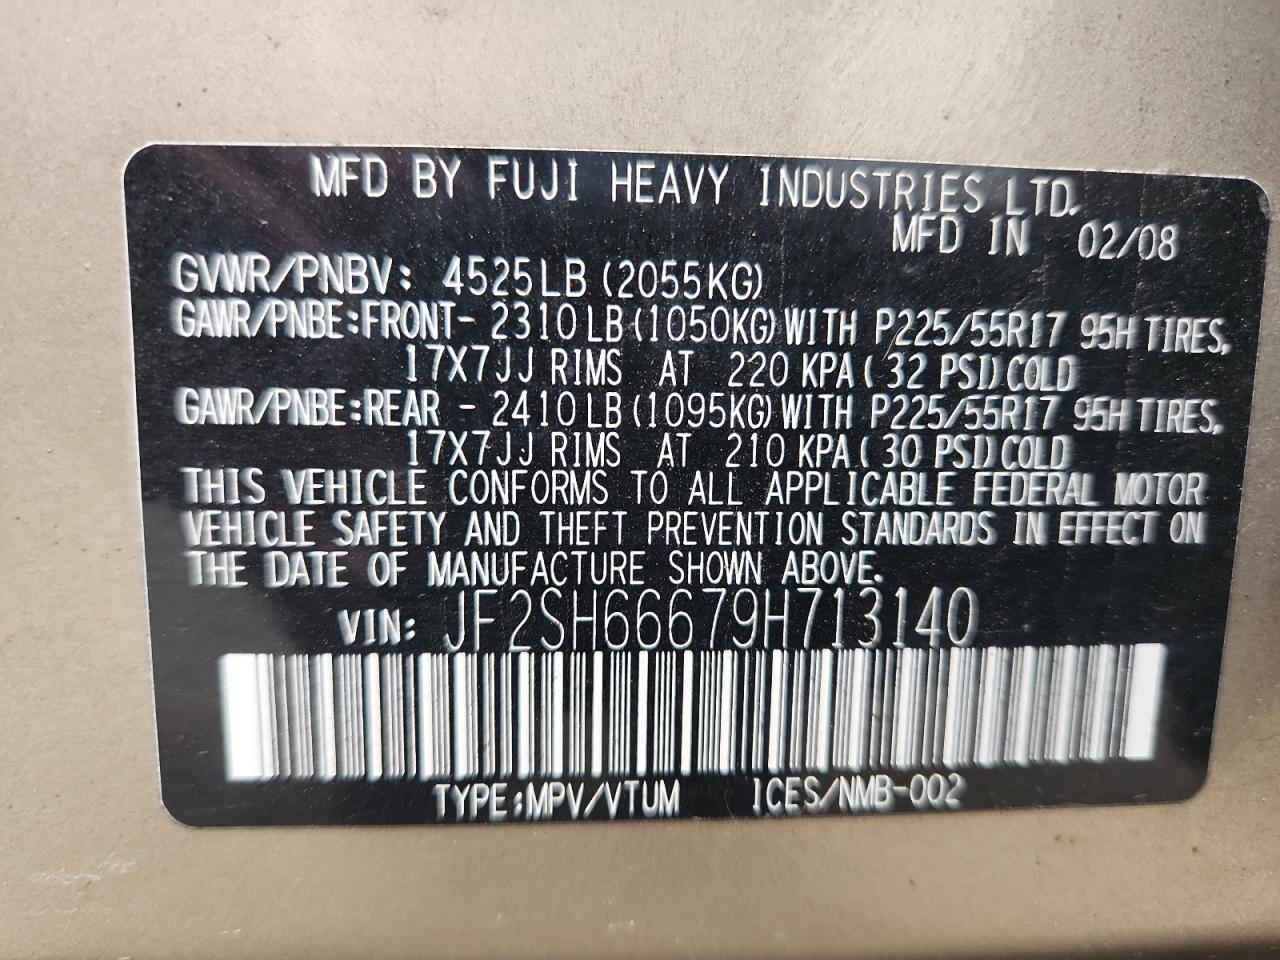 MFD BY FUJI HEAVY INDUSTRIES LTD.
MFD IN 02/08
GVWR/PNBV: 4525LB (2055KG)
GAWR/PNBE:FRONT- 2310LB(1050KG)WITH P225/55R17 95H TIRES,
17X7JJ RIMS AT 220 KPA(32 PSI)COLD
GAWR/PNBE:REAR - 2410LB(1095KG)WITH P225/55R17 95H TIRES,
17X7JJ RIMS AT 210 KPA(30 PSI)COLD
THIS VEHICLE CONFORMS TO ALL APPLICABLE FEDERAL MOTOR
VEHICLE SAFETY AND THEFT PREVENTION STANDARDS IN EFFECT ON
THE DATE OF MANUFACTURE SHOWN ABOVE.
VIN: JF2SH66679H713140
TYPE:MPV/VTUM ICES/NMB-002